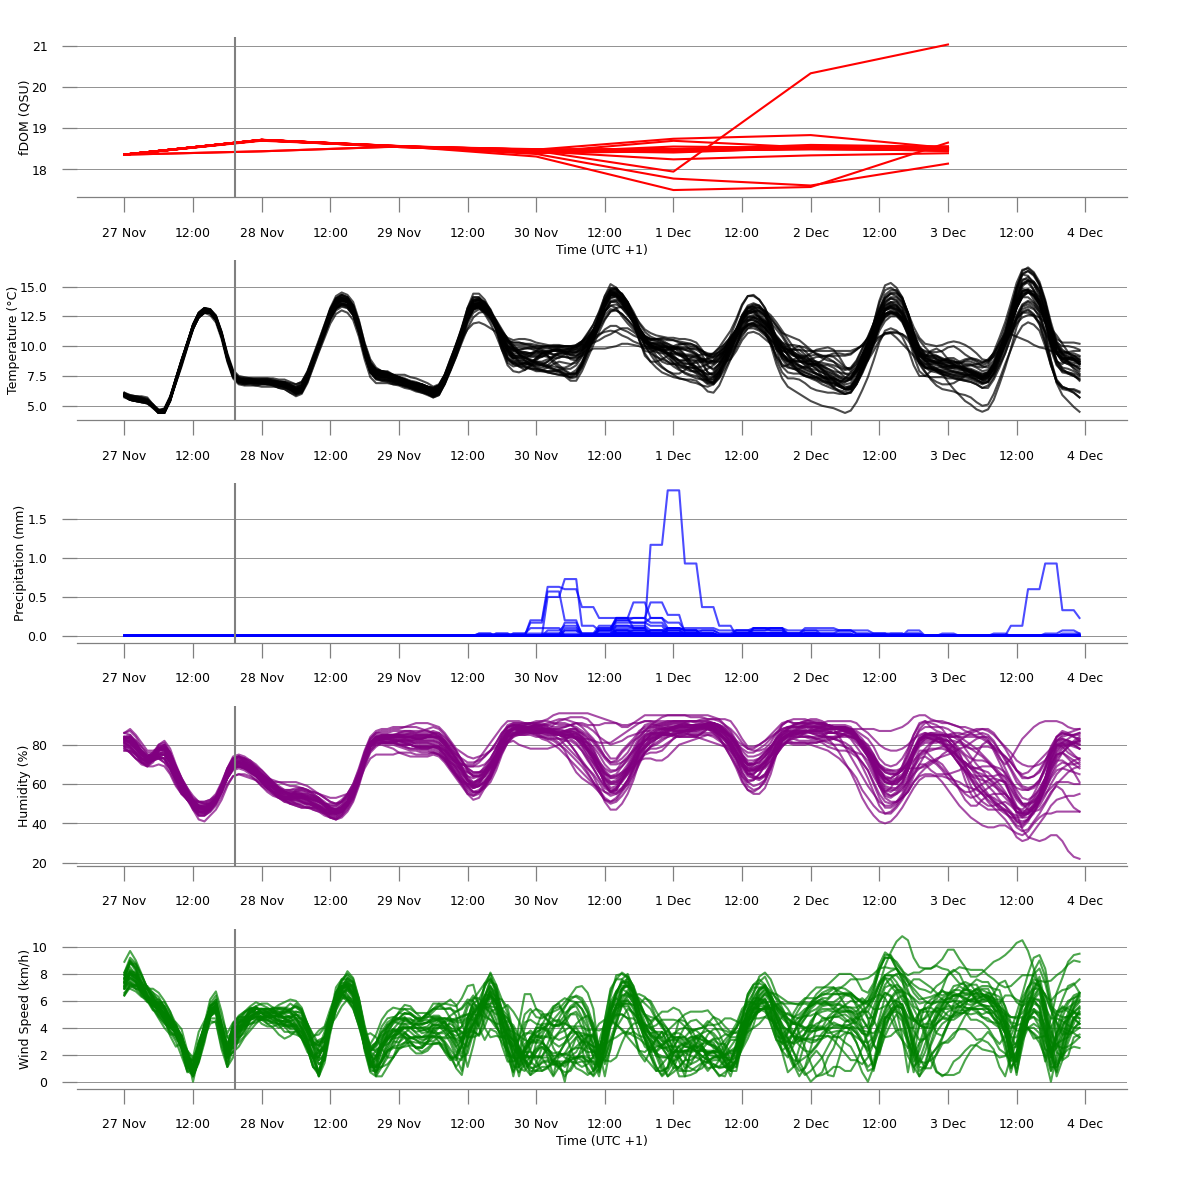 fDOM (QSU)
21
20
19
18
27 Nov 12:00 28 Nov 12:00 29 Nov 12:00 30 Nov 12:00 1 Dec 12:00 2 Dec 12:00 3 Dec 12:00 4 Dec
Time (UTC +1)
Temperature (°C)
15.0
12.5
10.0
7.5
5.0
27 Nov 12:00 28 Nov 12:00 29 Nov 12:00 30 Nov 12:00 1 Dec 12:00 2 Dec 12:00 3 Dec 12:00 4 Dec
Precipitation (mm)
1.5
1.0
0.5
0.0
27 Nov 12:00 28 Nov 12:00 29 Nov 12:00 30 Nov 12:00 1 Dec 12:00 2 Dec 12:00 3 Dec 12:00 4 Dec
Humidity (%)
80
60
40
20
27 Nov 12:00 28 Nov 12:00 29 Nov 12:00 30 Nov 12:00 1 Dec 12:00 2 Dec 12:00 3 Dec 12:00 4 Dec
Wind Speed (km/h)
10
8
6
4
2
0
27 Nov 12:00 28 Nov 12:00 29 Nov 12:00 30 Nov 12:00 1 Dec 12:00 2 Dec 12:00 3 Dec 12:00 4 Dec
Time (UTC +1)